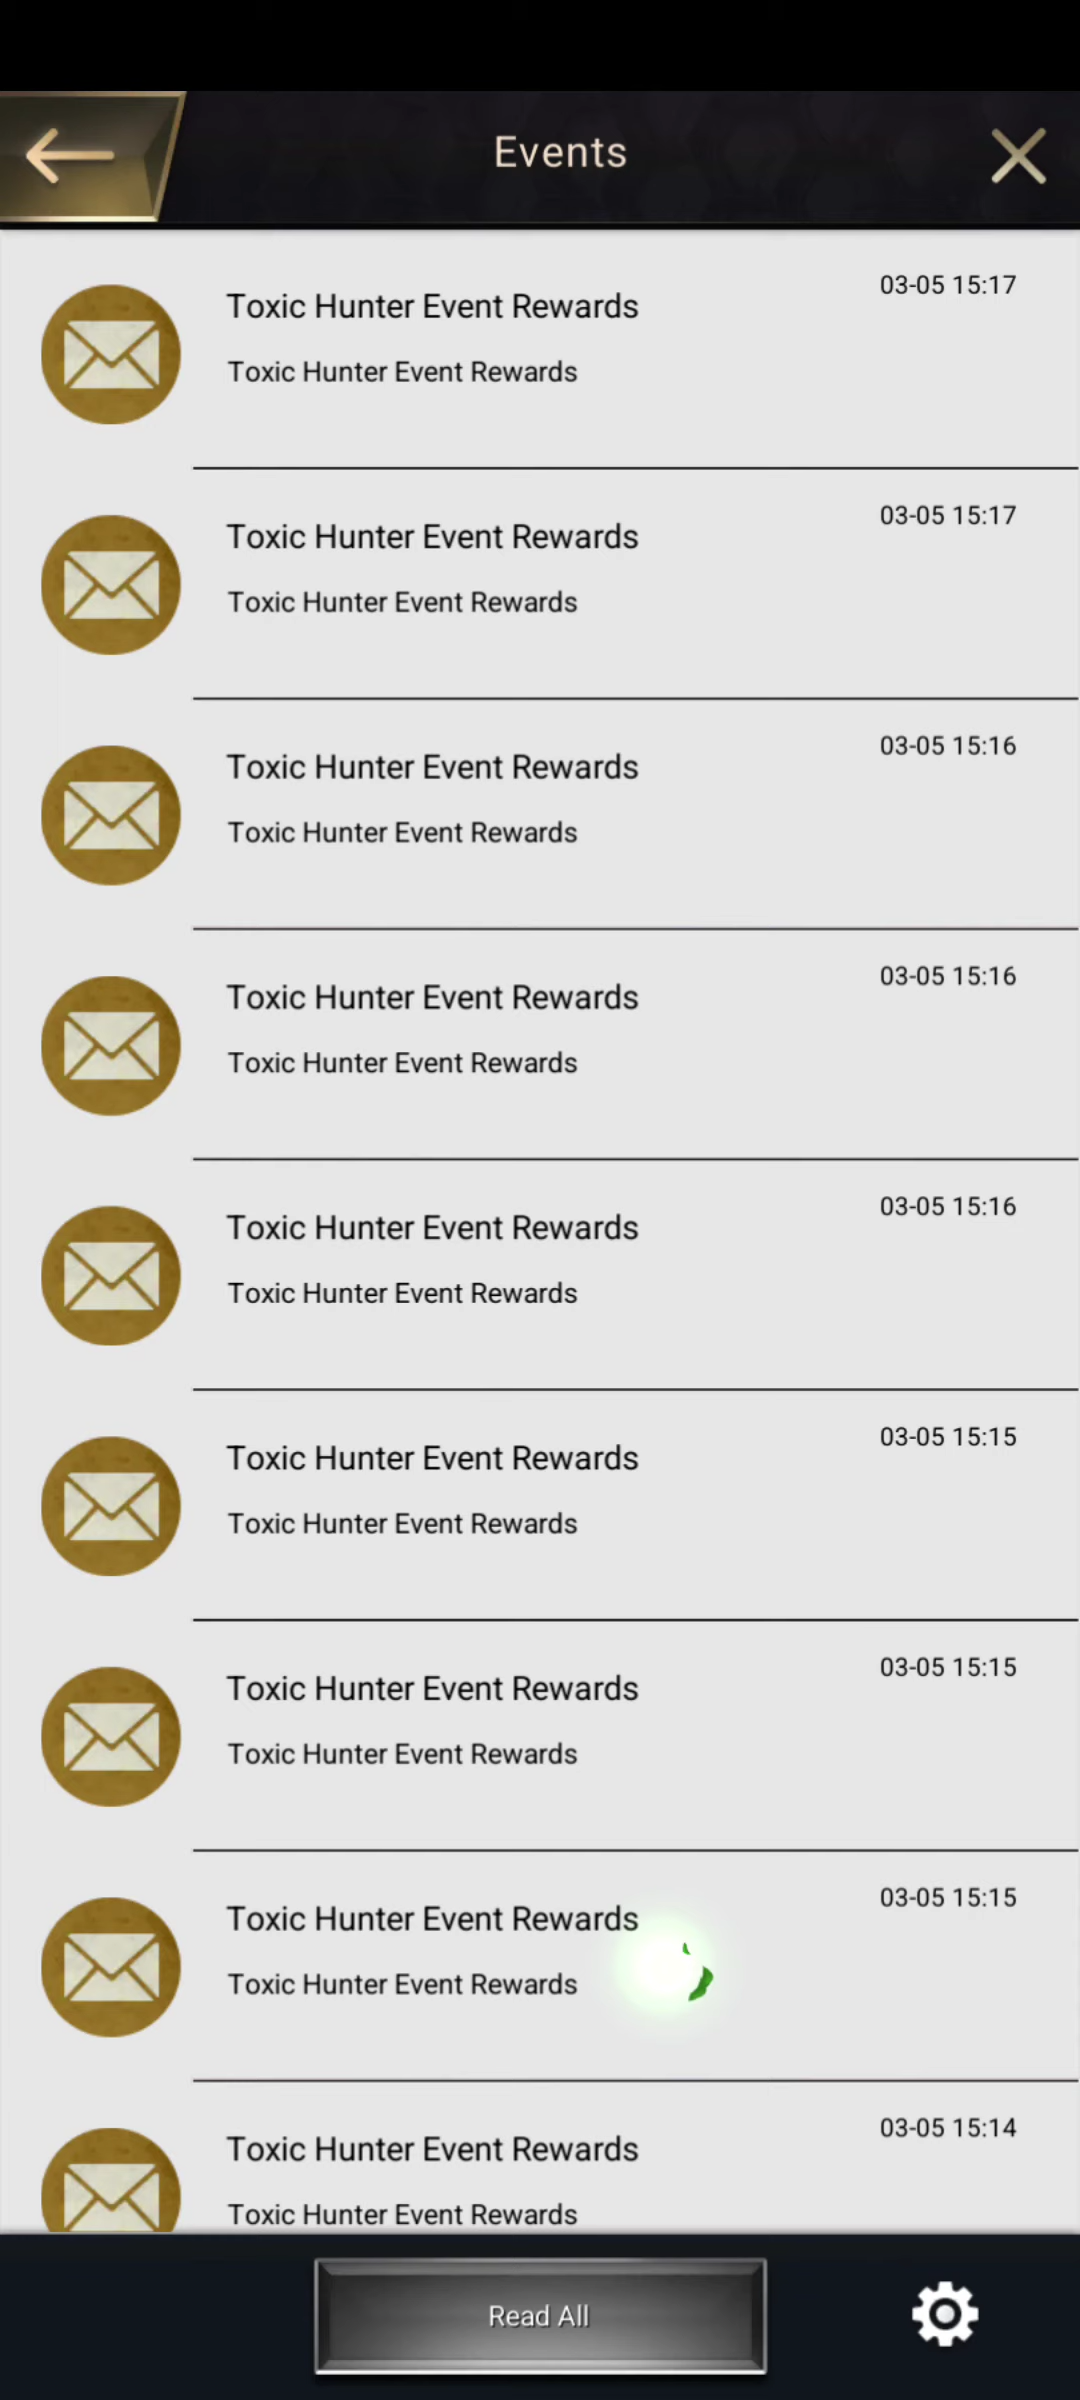 Events
Toxic Hunter Event Rewards
03-05 15:17
Toxic Hunter Event Rewards
Toxic Hunter Event Rewards
03-05 15:17
Toxic Hunter Event Rewards
Toxic Hunter Event Rewards
03-05 15:16
Toxic Hunter Event Rewards
Toxic Hunter Event Rewards
03-05 15:16
Toxic Hunter Event Rewards
Toxic Hunter Event Rewards
03-05 15:16
Toxic Hunter Event Rewards
Toxic Hunter Event Rewards
03-05 15:15
Toxic Hunter Event Rewards
Toxic Hunter Event Rewards
03-05 15:15
Toxic Hunter Event Rewards
Toxic Hunter Event Rewards
03-05 15:15
Toxic Hunter Event Rewards
Toxic Hunter Event Rewards
03-05 15:14
Toxic Hunter Event Rewards
Read All